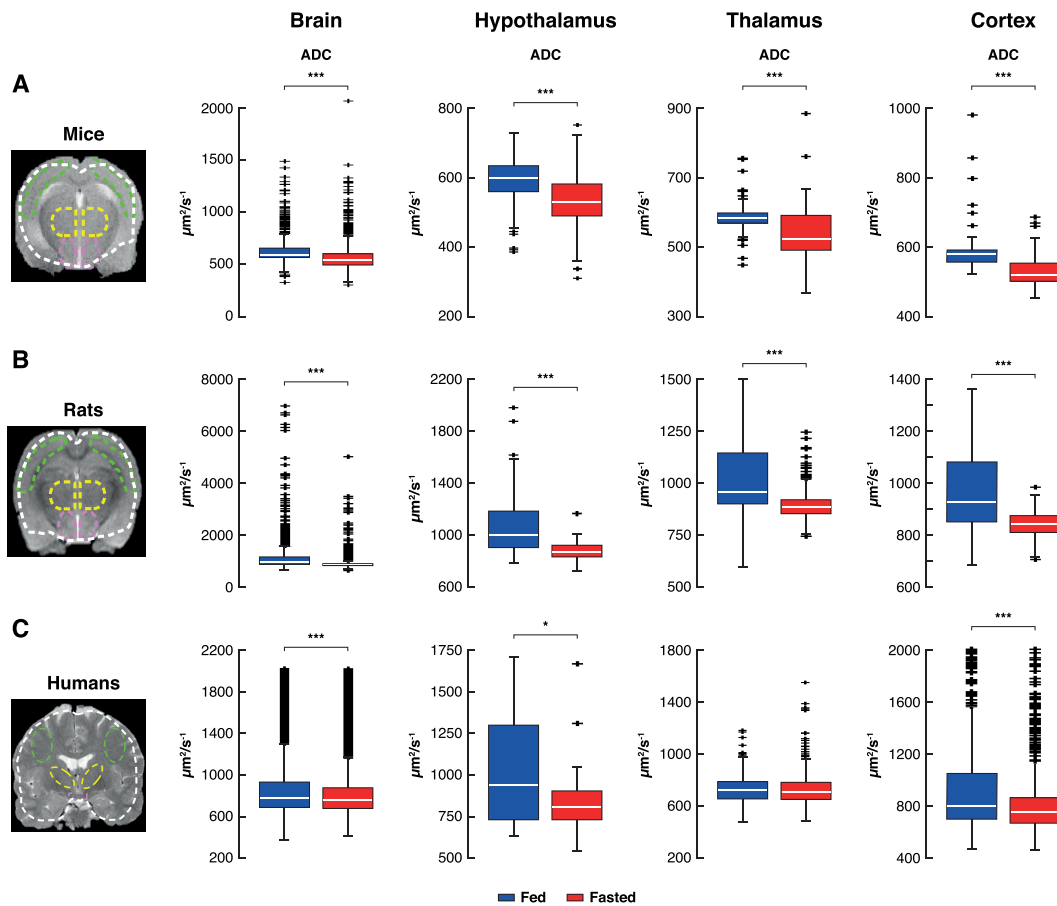 Brain Hypothalamus Thalamus Cortex
ADC ADC ADC ADC
A
Mice
*** *** *** ***
µm²/s⁻¹ µm²/s⁻¹ µm²/s⁻¹ µm²/s⁻¹
2000 800 900 1000
1500
1000 600 700 800
500 400 500 600
0 200 300 400
B
Rats
*** *** *** ***
µm²/s⁻¹ µm²/s⁻¹ µm²/s⁻¹ µm²/s⁻¹
8000 2200 1500 1400
6000 1800 1250 1200
4000 1400 1000 1000
2000 1000 750 800
0 600 500 600
C
Humans
*** * ***
µm²/s⁻¹ µm²/s⁻¹ µm²/s⁻¹ µm²/s⁻¹
2200 1750 1800 2000
1800 1500 1400 1600
1400 1250 1000 1200
1000 1000 600 800
600 750 200 400
200 500
Fed Fasted